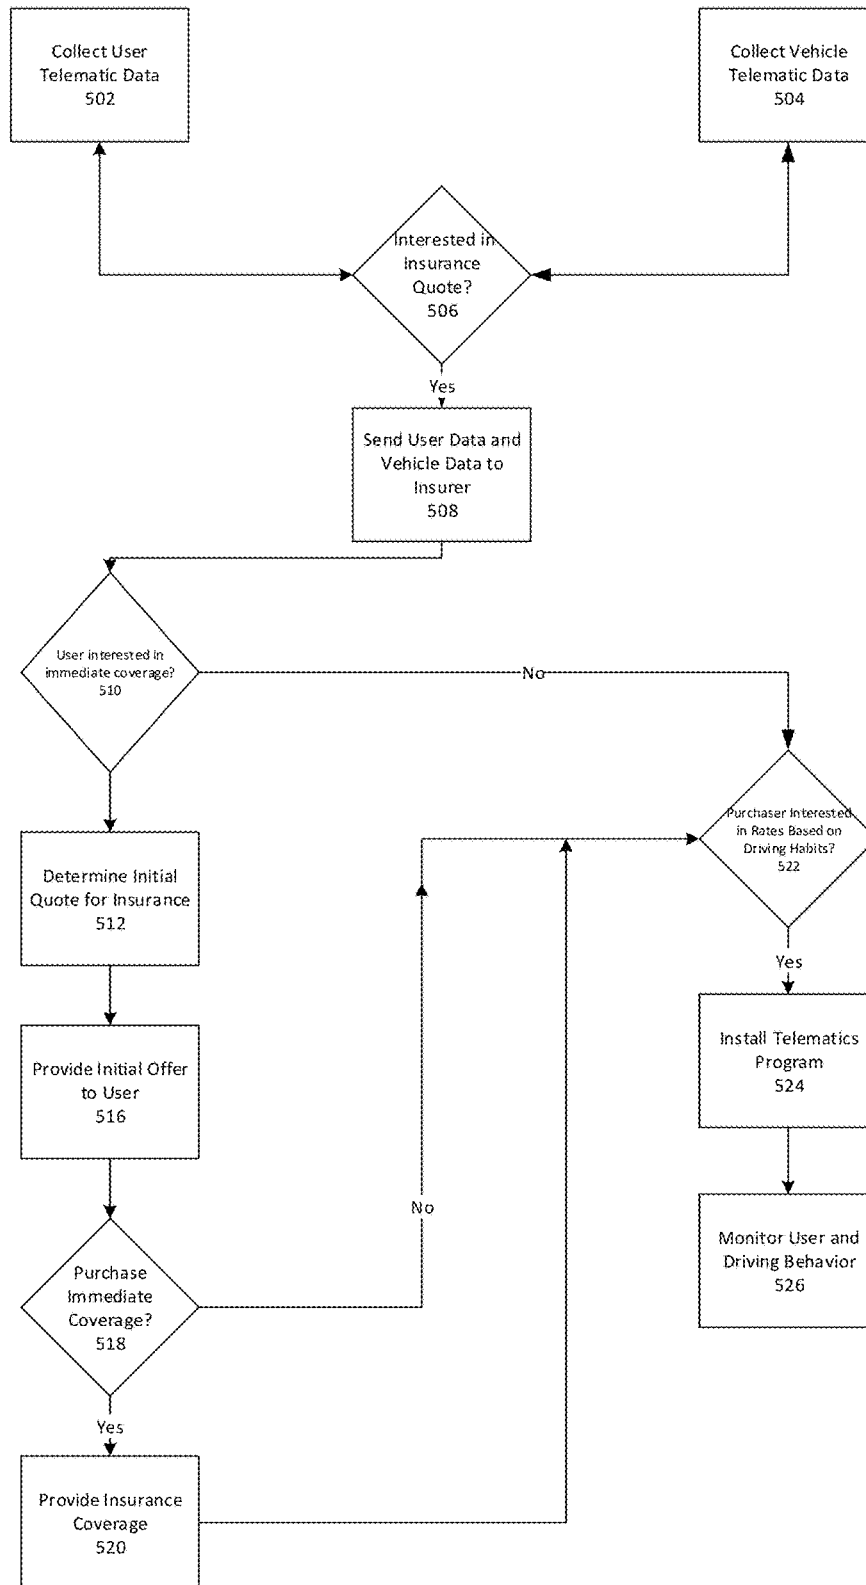 Collect User
Telematic Data
502
Collect Vehicle
Telematic Data
504
Interested in
Insurance
Quote?
506
Yes
Send User Data and
Vehicle Data to
Insurer
508
User interested in
immediate coverage?
510
No
Purchaser Interested
in Rates Based on
Driving Habits?
522
Determine Initial
Quote for Insurance
512
Yes
Install Telematics
Program
524
Provide Initial Offer
to User
516
No
Monitor User and
Driving Behavior
526
Purchase
Immediate
Coverage?
518
Yes
Provide Insurance
Coverage
520